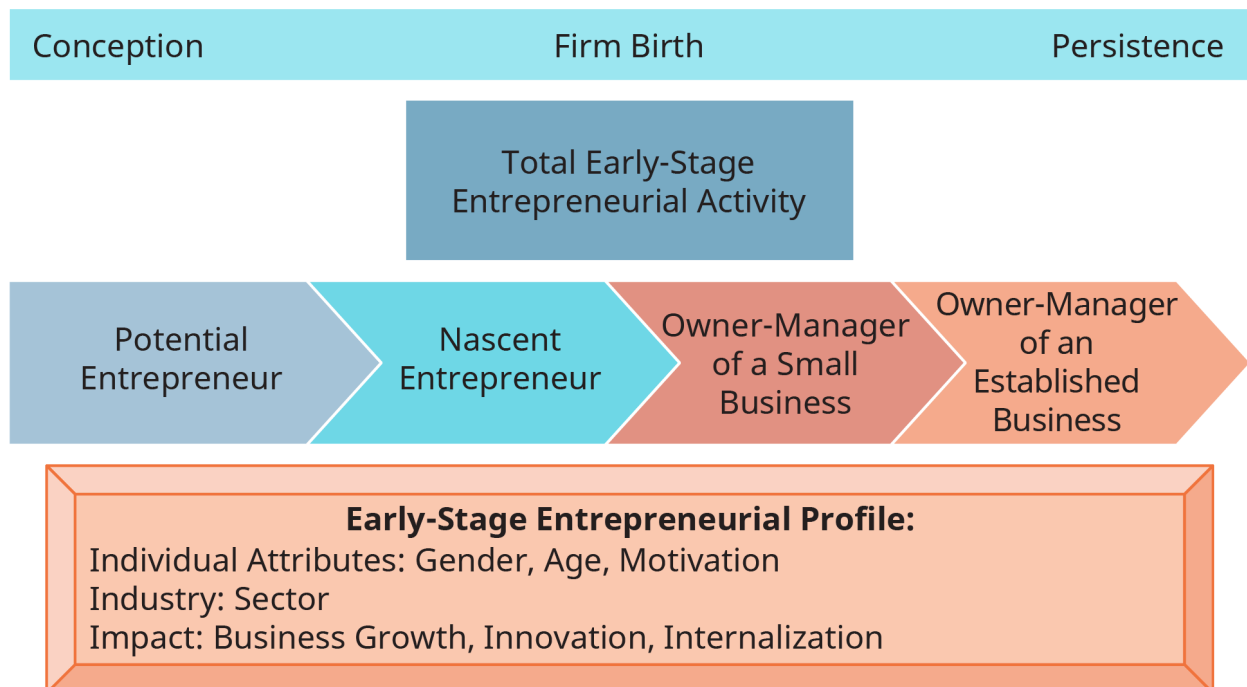 Conception Firm Birth Persistence
Total Early-Stage
Entrepreneurial Activity
Potential
Entrepreneur
Nascent
Entrepreneur
Owner-Manager
of a Small
Business
Owner-Manager
of an
Established
Business
Early-Stage Entrepreneurial Profile:
Individual Attributes: Gender, Age, Motivation
Industry: Sector
Impact: Business Growth, Innovation, Internalization